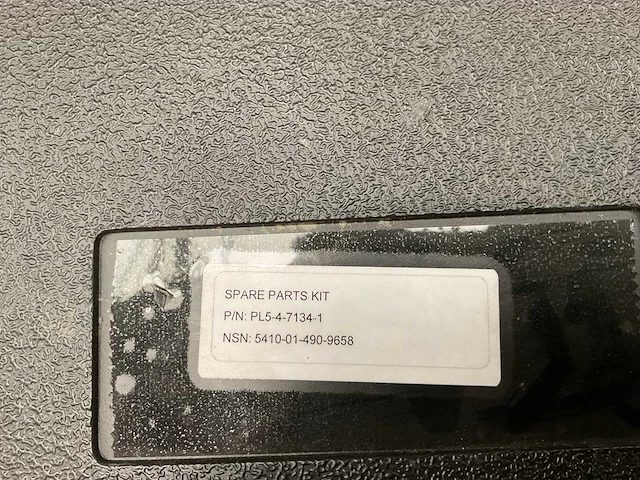 SPARE PARTS KIT
P/N: PL5-4-7134-1
NSN: 5410-01-490-9658